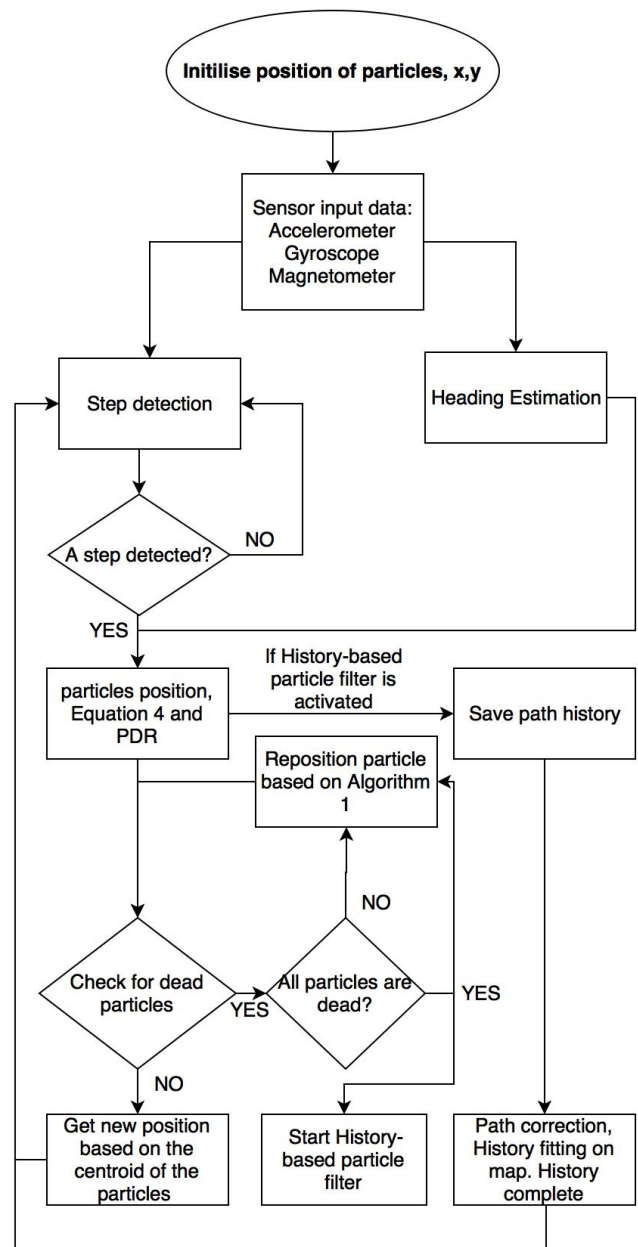 Initilise position of particles, x,y
Sensor input data:
Accelerometer
Gyroscope
Magnetometer
Step detection
Heading Estimation
A step detected?
NO
YES
particles position,
Equation 4 and
PDR
If History-based
particle filter is
activated
Save path history
Reposition particle
based on Algorithm
1
NO
Check for dead
particles
YES
All particles are
dead?
YES
NO
Get new position
based on the
centroid of the
particles
Start History-
based particle
filter
Path correction,
History fitting on
map. History
complete